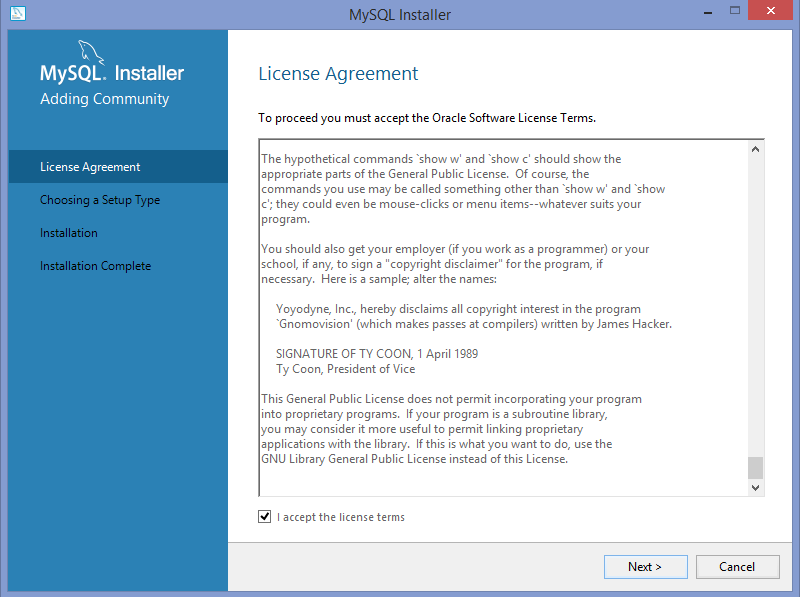 MySQL Installer
MySQL. Installer
Adding Community
License Agreement
Choosing a Setup Type
Installation
Installation Complete
License Agreement
To proceed you must accept the Oracle Software License Terms.
The hypothetical commands `show w' and `show c' should show the
appropriate parts of the General Public License.  Of course, the
commands you use may be called something other than `show w' and `show
c'; they could even be mouse-clicks or menu items--whatever suits your
program.
You should also get your employer (if you work as a programmer) or your
school, if any, to sign a "copyright disclaimer" for the program, if
necessary.  Here is a sample; alter the names:
Yoyodyne, Inc., hereby disclaims all copyright interest in the program
`Gnomovision' (which makes passes at compilers) written by James Hacker.
SIGNATURE OF TY COON, 1 April 1989
Ty Coon, President of Vice
This General Public License does not permit incorporating your program
into proprietary programs.  If your program is a subroutine library,
you may consider it more useful to permit linking proprietary
applications with the library.  If this is what you want to do, use the
GNU Library General Public License instead of this License.
I accept the license terms
Next >
Cancel